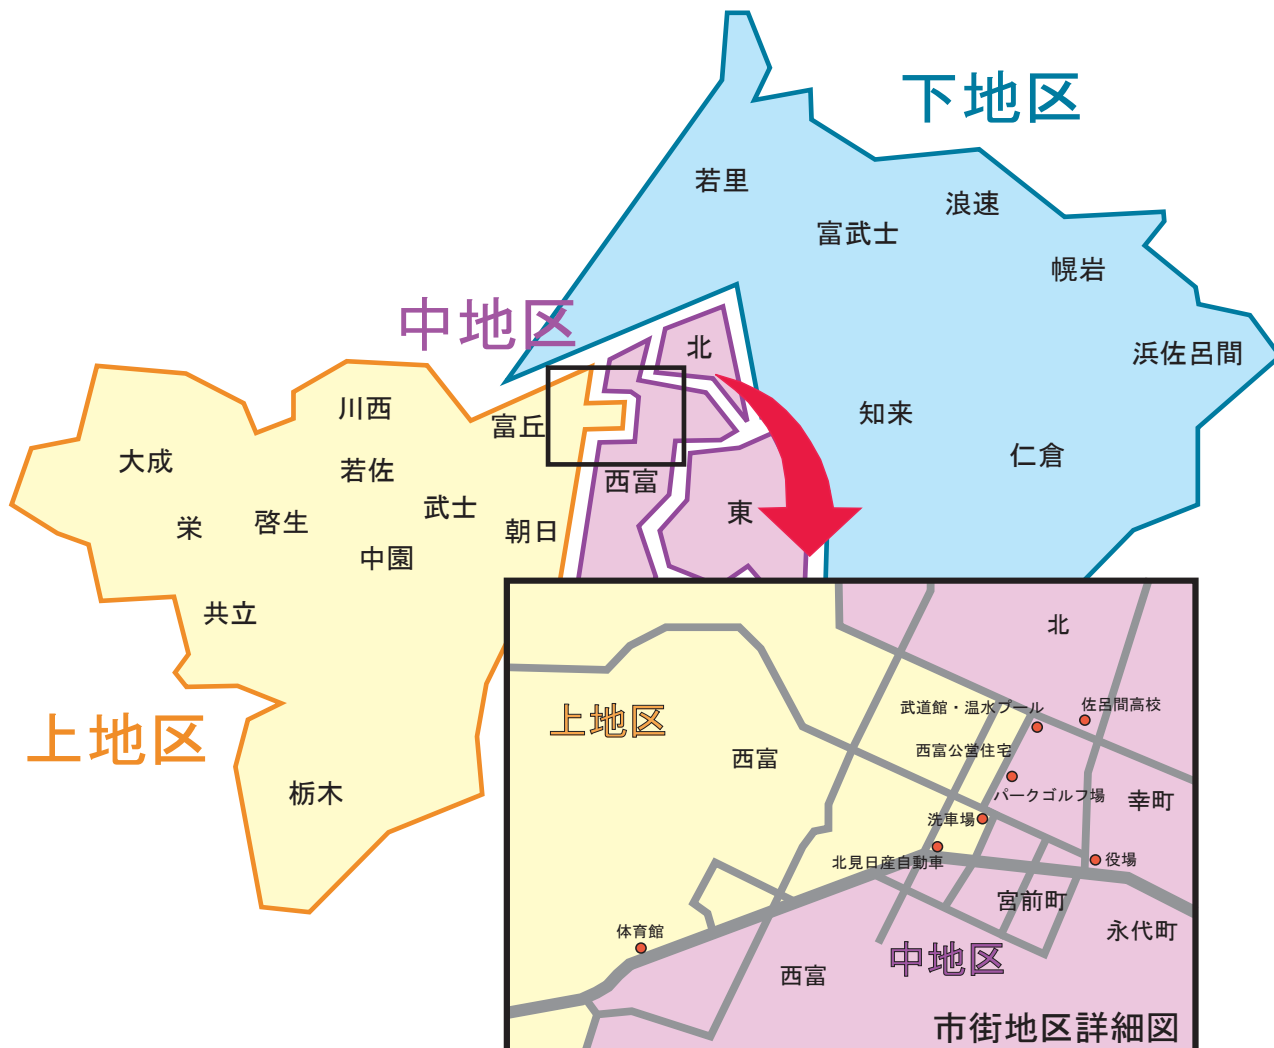 下地区
若里
浪速
富武士
幌岩
浜佐呂間
知来
仁倉
中地区
北
西富
東
川西
富丘
大成
若佐
武士
栄
啓生
朝日
中園
共立
上地区
栃木
北
武道館・温水プール
佐呂間高校
上地区
西富
西富公営住宅
パークゴルフ場
幸町
洗車場
北見日産自動車
役場
宮前町
永代町
体育館
中地区
西富
市街地区詳細図